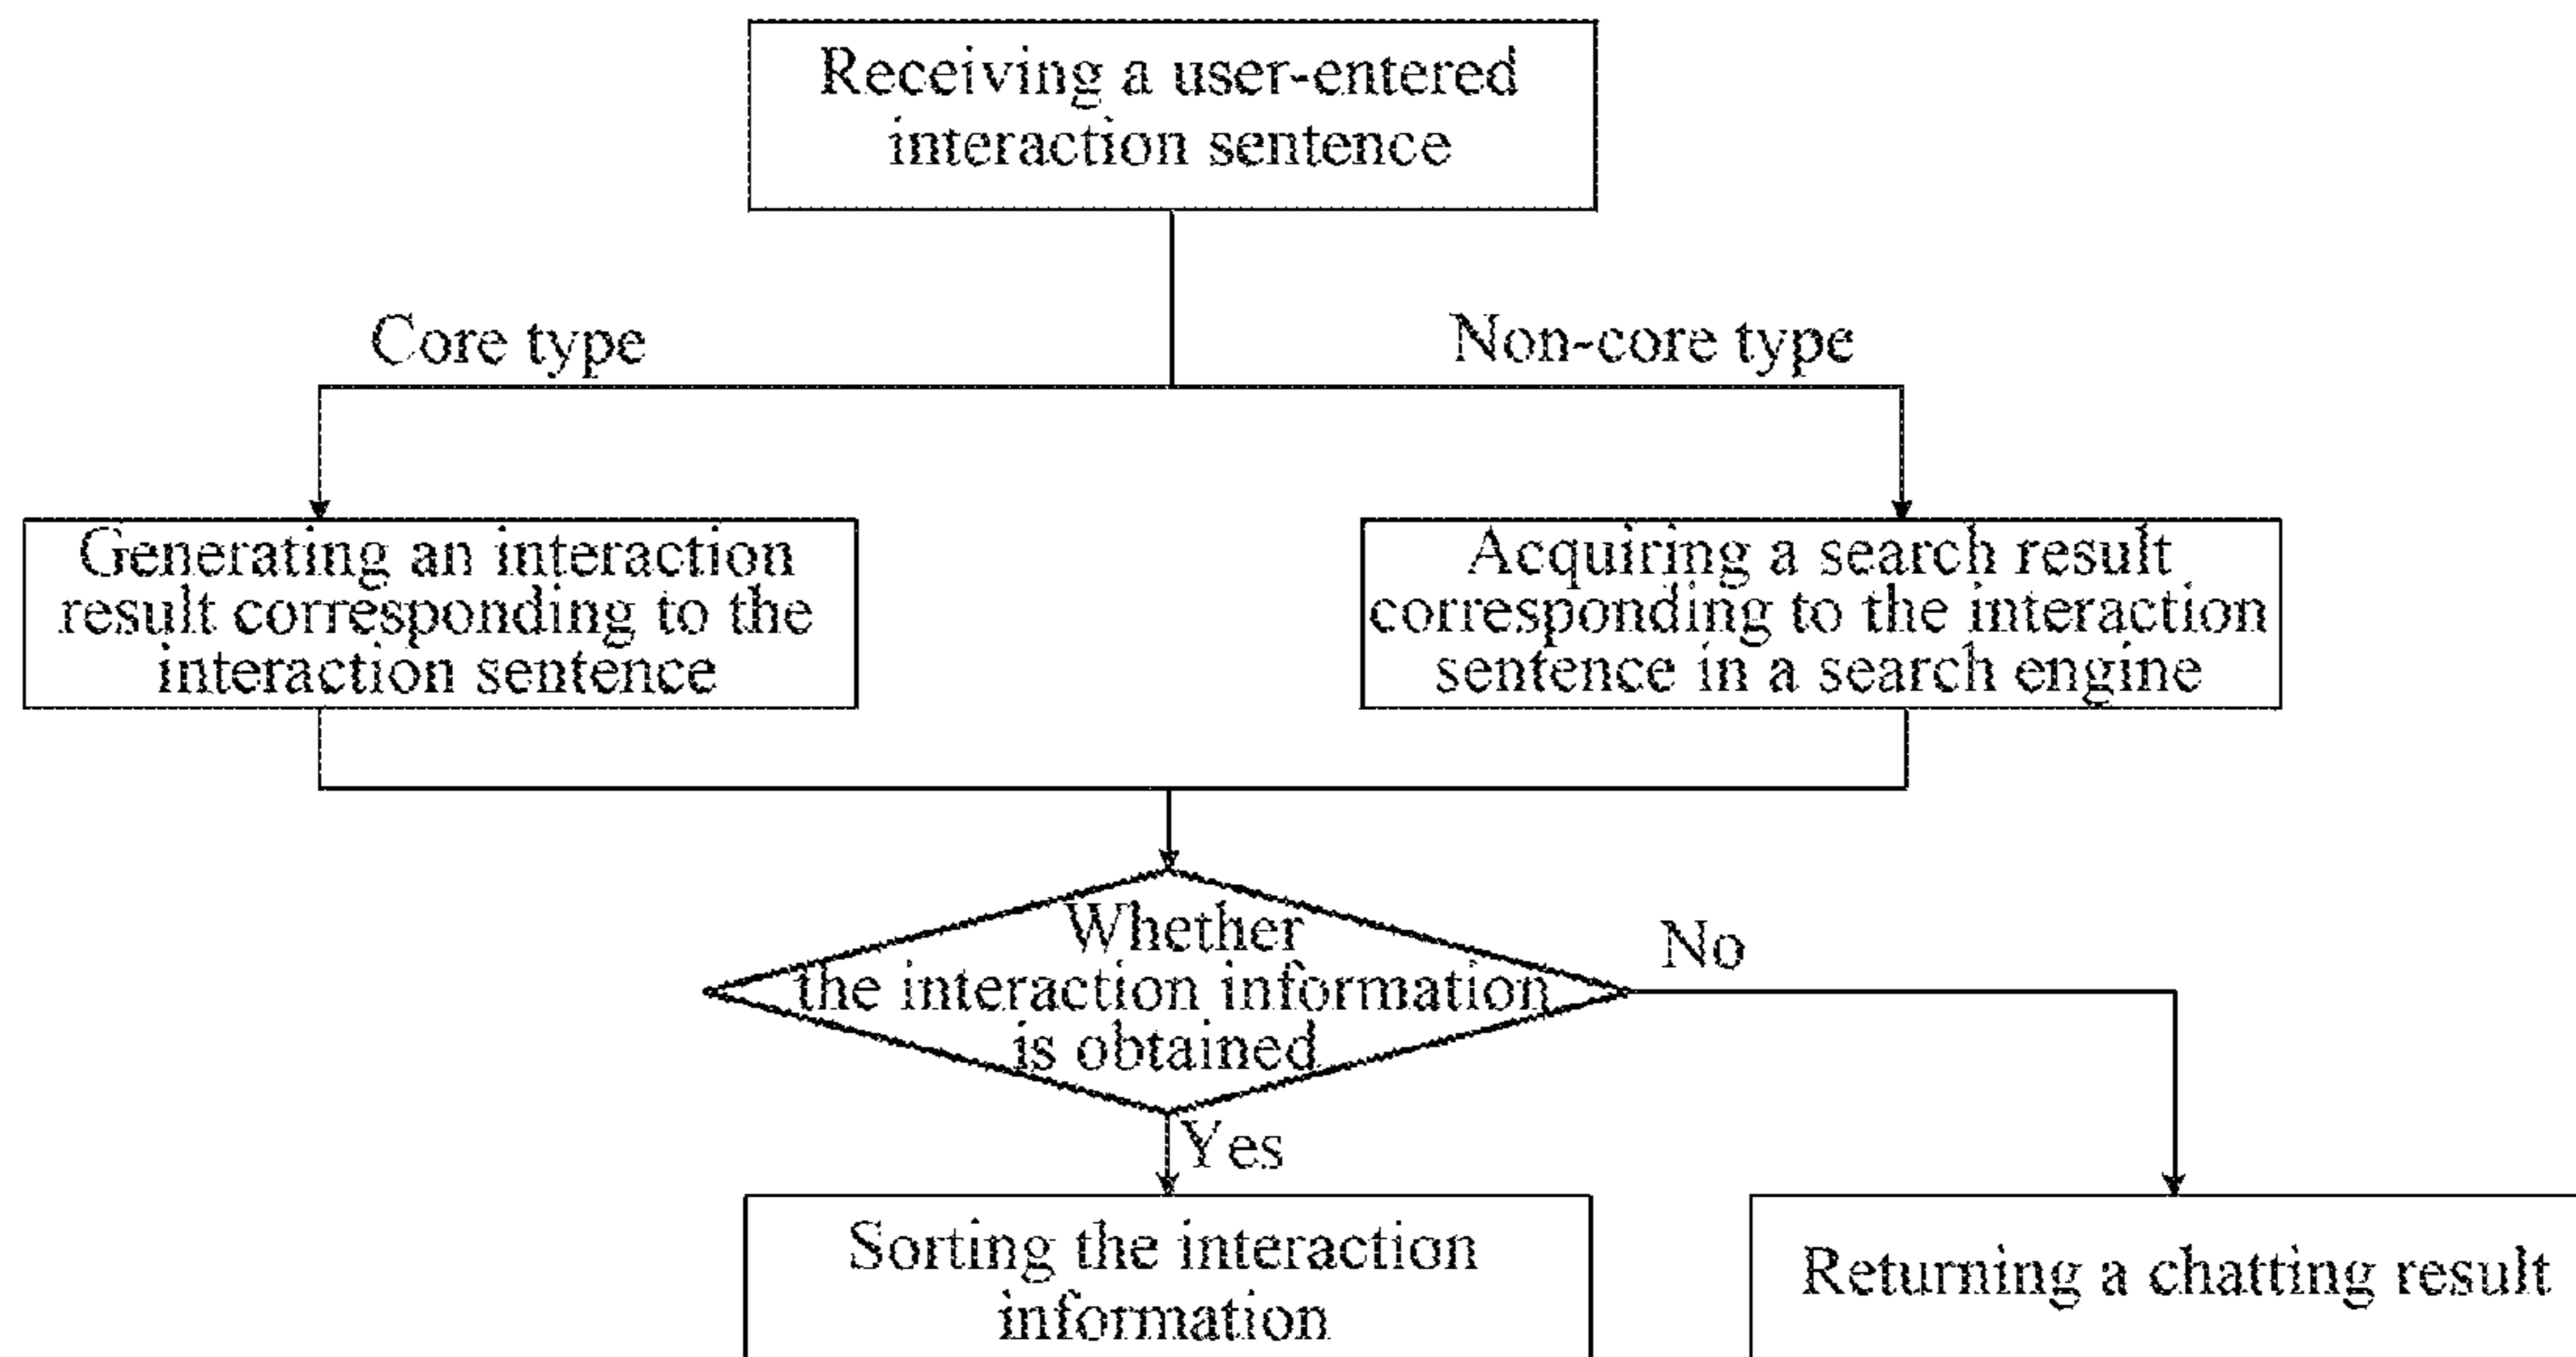 Receiving a user-entered
interaction sentence
Core type
Non-core type
Generating an interaction
result corresponding to the
interaction sentence
Acquiring a search result
corresponding to the interaction
sentence in a search engine
Whether
the interaction information
is obtained
No
Yes
Sorting the interaction
information
Returning a chatting result